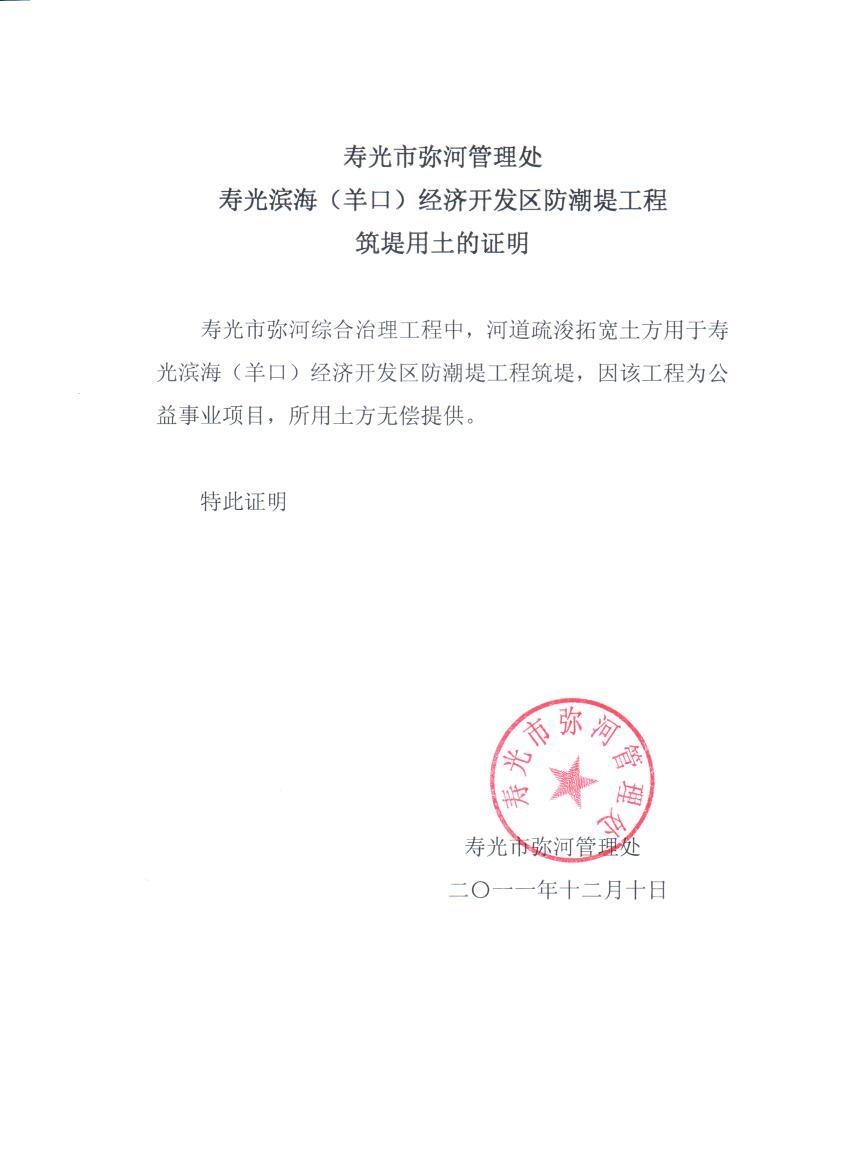 寿光市弥河管理处
寿光滨海（羊口）经济开发区防潮堤工程
筑堤用土的证明
寿光市弥河综合治理工程中，河道疏浚拓宽土方用于寿
光滨海（羊口）经济开发区防潮堤工程筑堤，因该工程为公
益事业项目，所用土方无偿提供。
特此证明
寿光市弥河管理处
寿光市弥河管理处
二〇一一年十二月十日